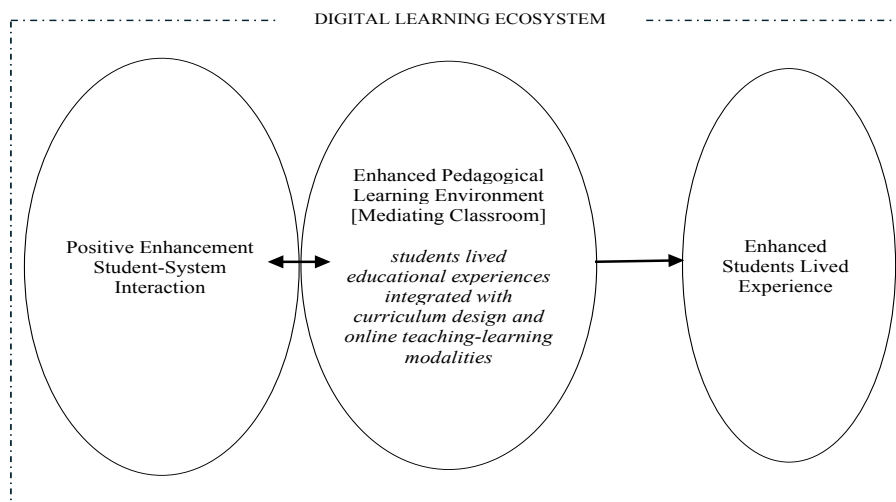 DIGITAL LEARNING ECOSYSTEM
Positive Enhancement
Student-System
Interaction
Enhanced Pedagogical
Learning Environment
[Mediating Classroom]
students lived
educational experiences
integrated with
curriculum design and
online teaching-learning
modalities
Enhanced
Students Lived
Experience